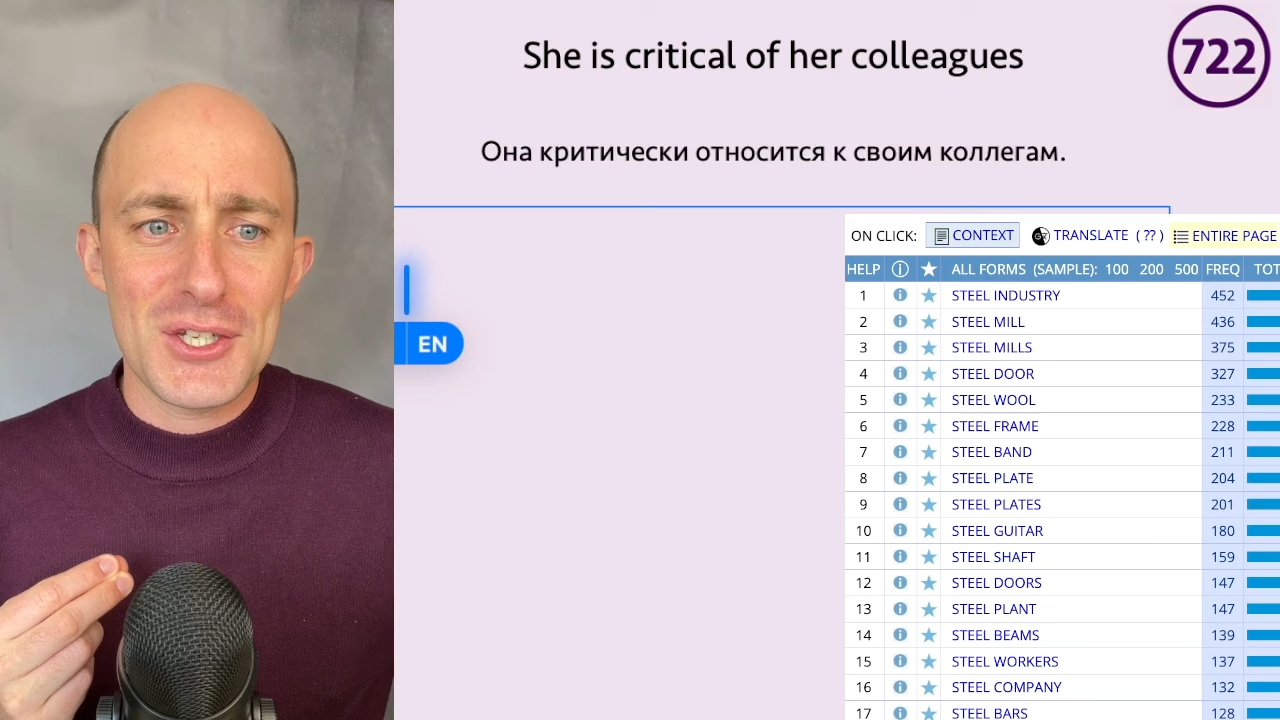 She is critical of her colleagues
722
Она критически относится к своим коллегам.
EN
ON CLICK: CONTEXT TRANSLATE (??) ENTIRE PAGE
HELP ALL FORMS (SAMPLE): 100 200 500 FREQ TOT
1 STEEL INDUSTRY 452
2 STEEL MILL 436
3 STEEL MILLS 375
4 STEEL DOOR 327
5 STEEL WOOL 233
6 STEEL FRAME 228
7 STEEL BAND 211
8 STEEL PLATE 204
9 STEEL PLATES 201
10 STEEL GUITAR 180
11 STEEL SHAFT 159
12 STEEL DOORS 147
13 STEEL PLANT 147
14 STEEL BEAMS 139
15 STEEL WORKERS 137
16 STEEL COMPANY 132
17 STEEL BARS 128